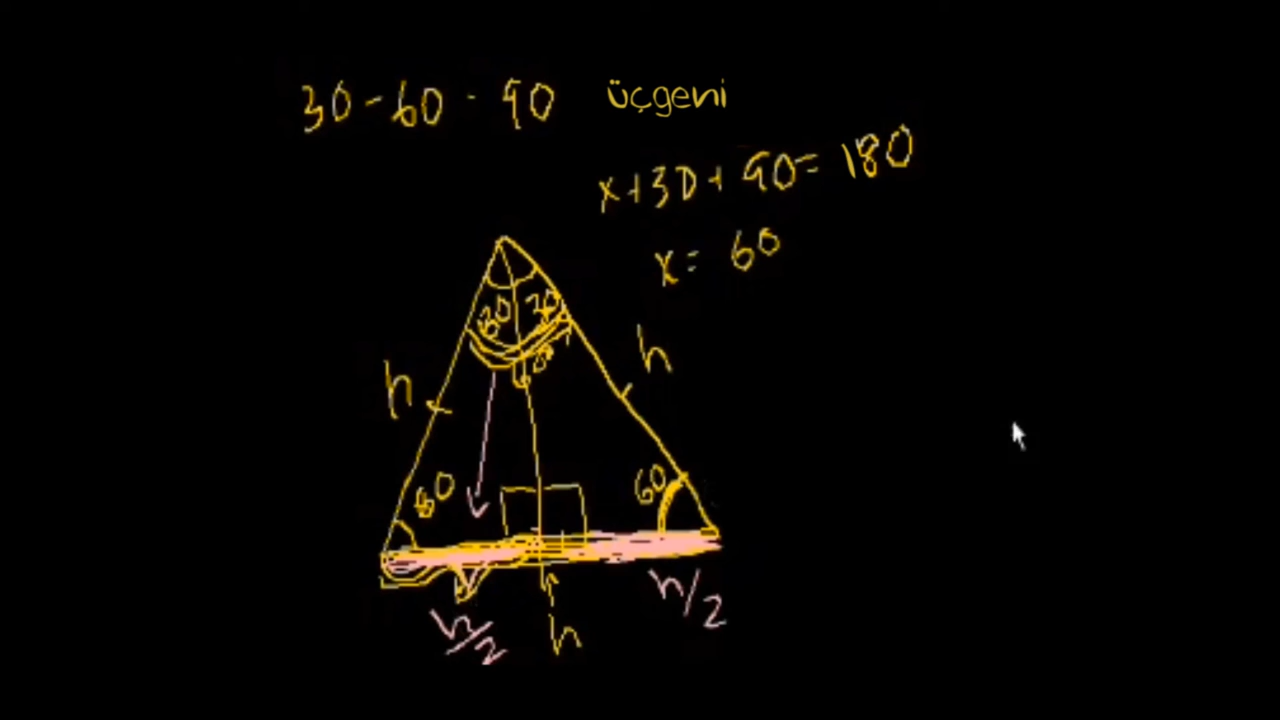 30-60-90 üçgeni
x+30+90=180
x=60
30 30
60
h h
60 60
h/2 h h/2